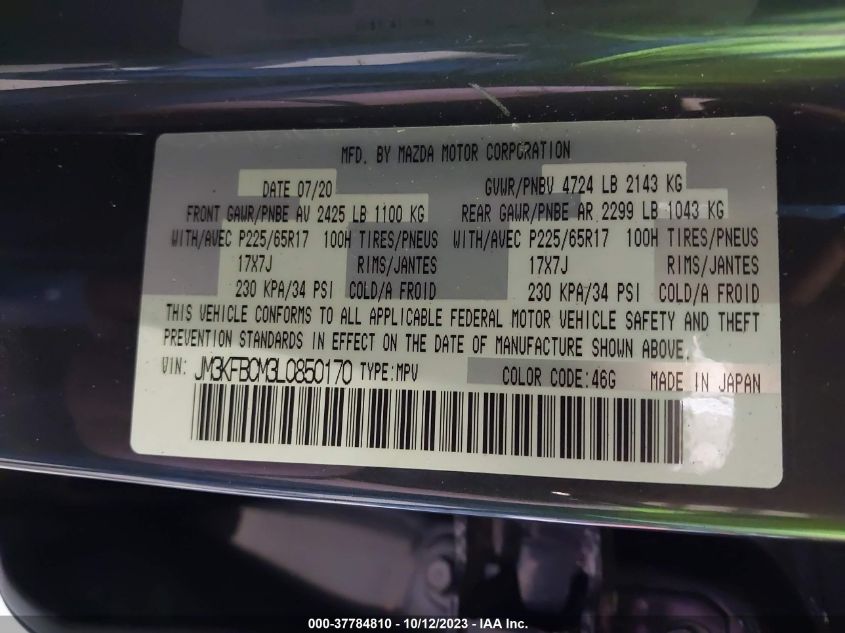 MFD. BY MAZDA MOTOR CORPORATION
DATE 07/20 GVWR/PNBV 4724 LB 2143 KG
FRONT GAWR/PNBE AV 2425 LB 1100 KG REAR GAWR/PNBE AR 2299 LB 1043 KG
WITH/AVEC P225/65R17 100H TIRES/PNEUS WITH/AVEC P225/65R17 100H TIRES/PNEUS
17X7J RIMS/JANTES 17X7J RIMS/JANTES
230 KPA/34 PSI COLD/A FROID 230 KPA/34 PSI COLD/A FROID
THIS VEHICLE CONFORMS TO ALL APPLICABLE FEDERAL MOTOR VEHICLE SAFETY AND THEFT
PREVENTION STANDARDS IN EFFECT ON THE DATE OF MANUFACTURE SHOWN ABOVE.
VIN: JM3KFBCM3L0850170 TYPE:MPV COLOR CODE:46G MADE IN JAPAN
000-37784810 - 10/12/2023 - IAA Inc.